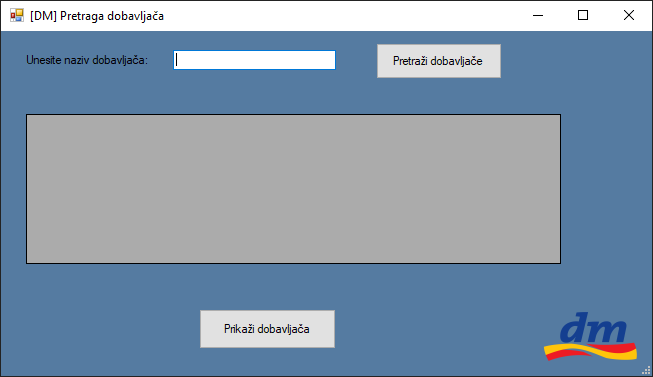 [DM] Pretraga dobavljača
Unesite naziv dobavljača:
Pretraži dobavljače
Prikaži dobavljača
dm